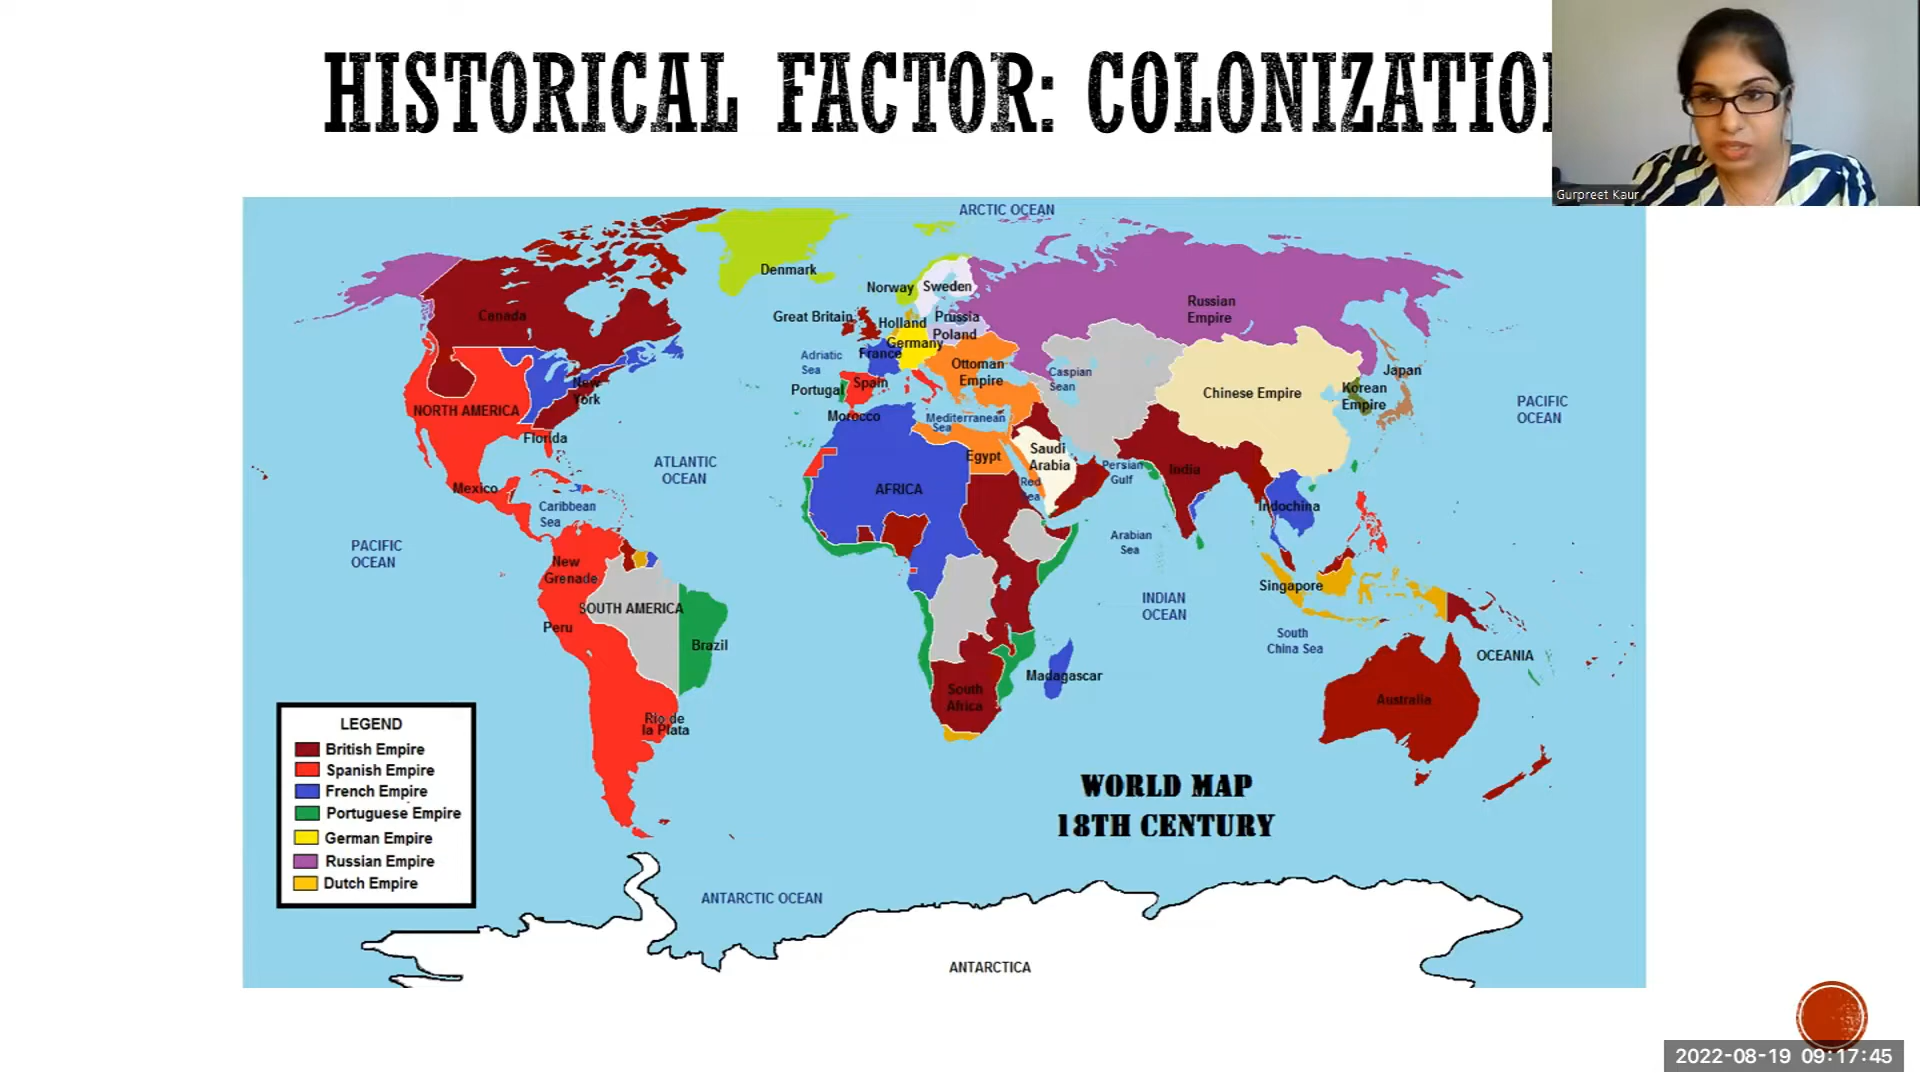 HISTORICAL FACTOR: COLONIZATIO
Gurpreet Kaur
ARCTIC OCEAN
Denmark
Norway
Sweden
Russian
Empire
Canada
Great Britain
Holland
Prussia
Poland
Germany
France
Adriatic
Sea
Ottoman
Empire
Caspian
Sean
Chinese Empire
Japan
Korean
Empire
PACIFIC
OCEAN
New
York
NORTH AMERICA
Portugal
Spain
Morocco
Mediterranean
Sea
Florida
Saudi
Arabia
Egypt
Persian
Gulf
India
ATLANTIC
OCEAN
Mexico
AFRICA
Red
Sea
Caribbean
Sea
Indochina
PACIFIC
OCEAN
Arabian
Sea
New
Grenade
Singapore
SOUTH AMERICA
INDIAN
OCEAN
Peru
Brazil
South
China Sea
OCEANIA
Madagascar
South
Africa
Australia
Rio de
la Plata
LEGEND
British Empire
Spanish Empire
French Empire
Portuguese Empire
German Empire
Russian Empire
Dutch Empire
WORLD MAP
18TH CENTURY
ANTARCTIC OCEAN
ANTARCTICA
2022-08-19 09:17:45